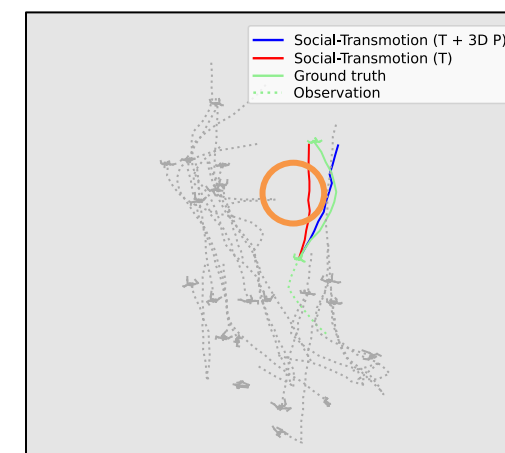 Social-Transmotion (T + 3D P)
Social-Transmotion (T)
Ground truth
Observation